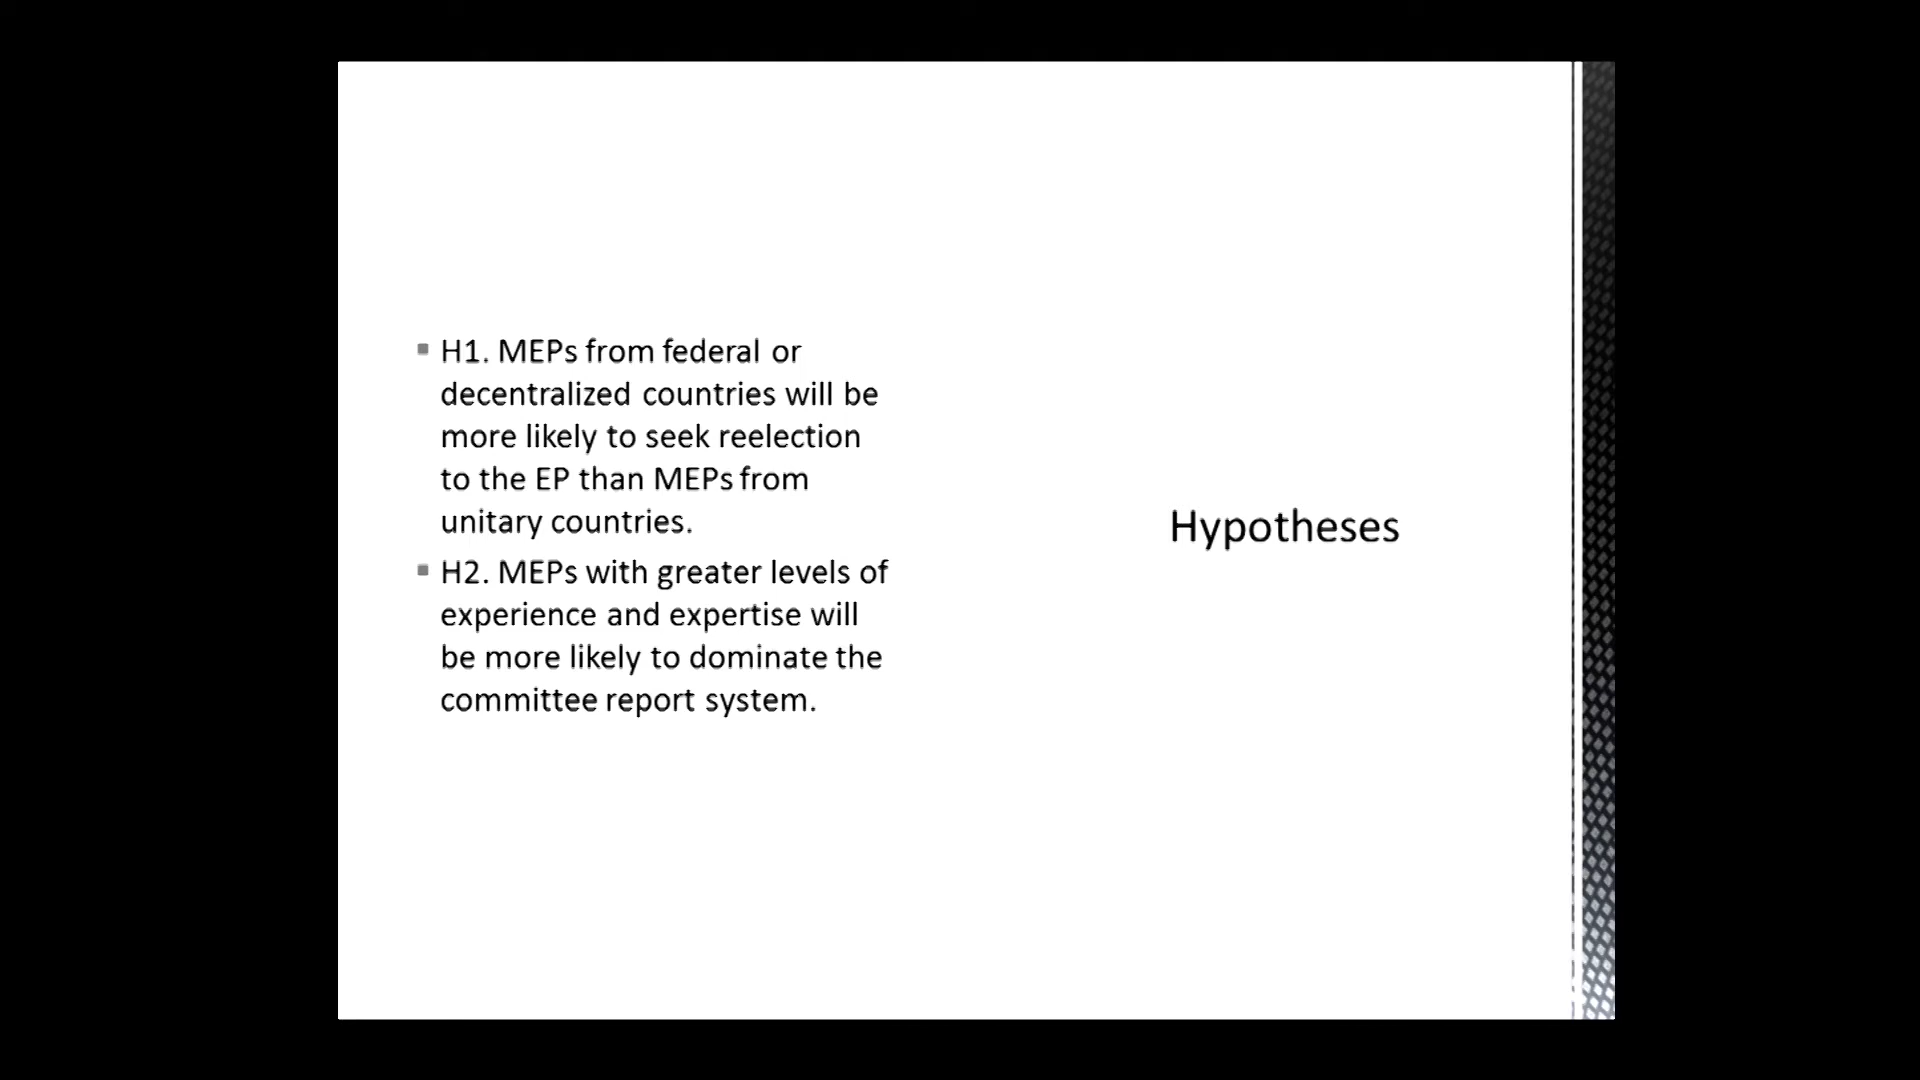 H1. MEPs from federal or
decentralized countries will be
more likely to seek reelection
to the EP than MEPs from
unitary countries.
H2. MEPs with greater levels of
experience and expertise will
be more likely to dominate the
committee report system.
Hypotheses